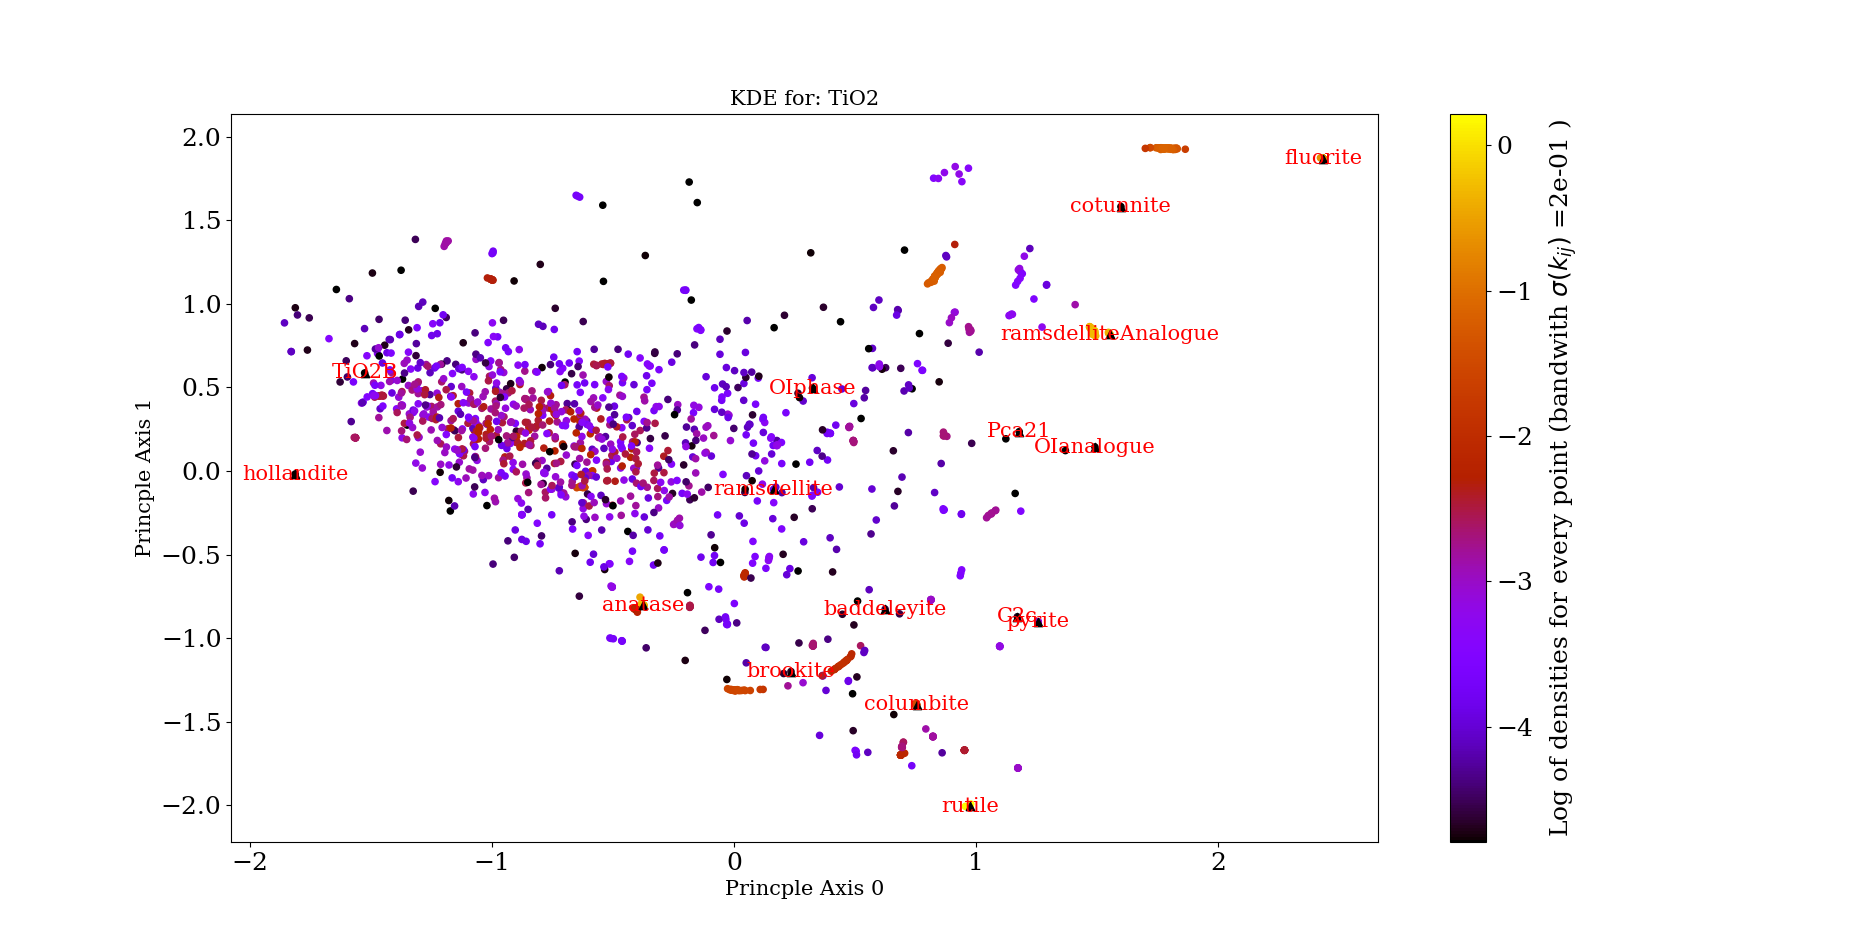 KDE for: TiO2
2.0
1.5
1.0
0.5
0.0
−0.5
−1.0
−1.5
−2.0
Princple Axis 1
fluorite
cotunnite
ramsdelliteAnalogue
TiO2B
OIphase
Pca21
OIanalogue
hollandite
ramsdellite
anatase
baddeleyite
C2c
pyrite
brookite
columbite
rutile
−2
−1
0
1
2
Princple Axis 0
0
−1
−2
−3
−4
Log of densities for every point (bandwith σ(k_{ij}) =2e-01 )